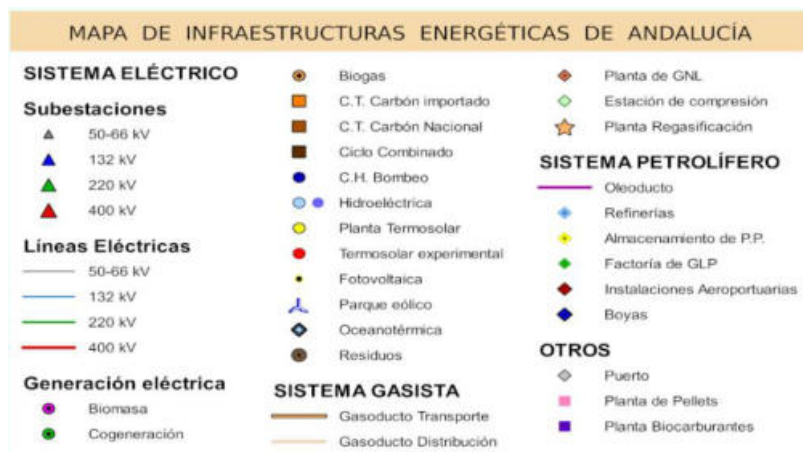 MAPA DE INFRAESTRUCTURAS ENERGÉTICAS DE ANDALUCÍA
SISTEMA ELÉCTRICO
Subestaciones
50-66 kV
132 kV
220 kV
400 kV
Líneas Eléctricas
50-66 kV
132 kV
220 kV
400 kV
Generación eléctrica
Biomasa
Cogeneración
Biogas
C.T. Carbón importado
C.T. Carbón Nacional
Ciclo Combinado
C.H. Bombeo
Hidroeléctrica
Planta Termosolar
Termosolar experimental
Fotovoltaica
Parque eólico
Oceanotérmica
Residuos
SISTEMA GASISTA
Gasoducto Transporte
Gasoducto Distribución
Planta de GNL
Estación de compresión
Planta Regasificación
SISTEMA PETROLÍFERO
Oleoducto
Refinerías
Almacenamiento de P.P.
Factoría de GLP
Instalaciones Aeroportuarias
Boyas
OTROS
Puerto
Planta de Pellets
Planta Biocarburantes